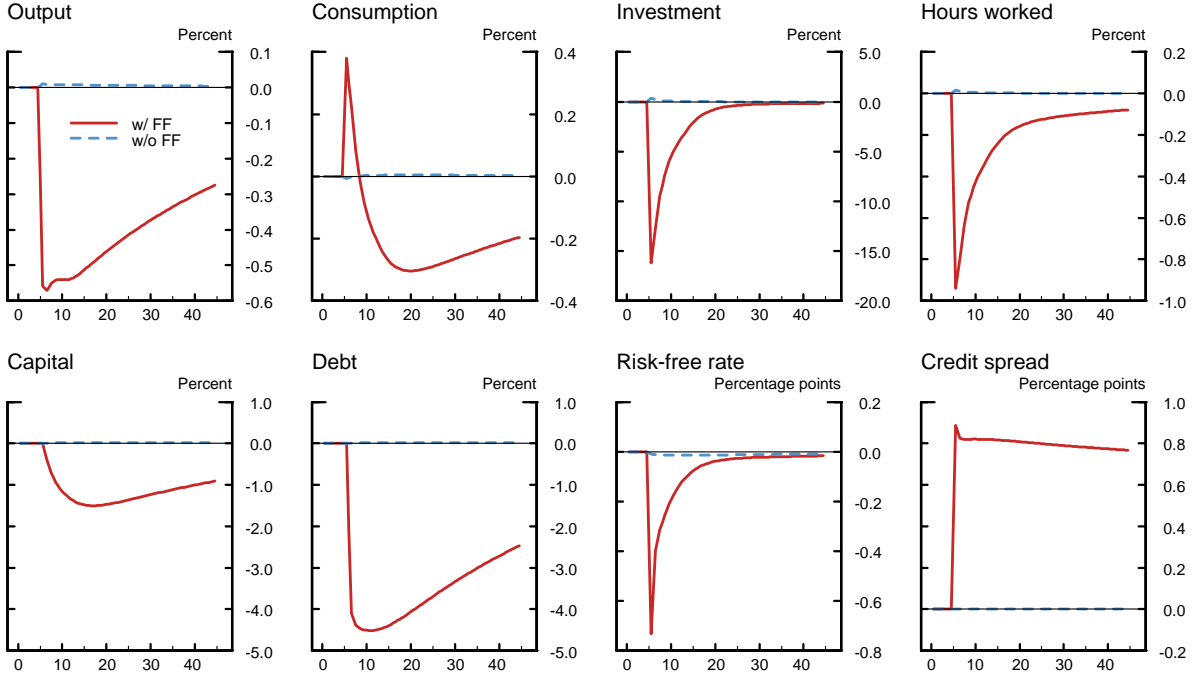 Output
Percent
0.1
0.0
-0.1
-0.2
-0.3
-0.4
-0.5
-0.6
w/ FF
w/o FF
0 10 20 30 40
Consumption
Percent
0.4
0.2
0.0
-0.2
-0.4
0 10 20 30 40
Investment
Percent
5.0
0.0
-5.0
-10.0
-15.0
-20.0
0 10 20 30 40
Hours worked
Percent
0.2
0.0
-0.2
-0.4
-0.6
-0.8
-1.0
0 10 20 30 40
Capital
Percent
1.0
0.0
-1.0
-2.0
-3.0
-4.0
-5.0
0 10 20 30 40
Debt
Percent
1.0
0.0
-1.0
-2.0
-3.0
-4.0
-5.0
0 10 20 30 40
Risk-free rate
Percentage points
0.2
0.0
-0.2
-0.4
-0.6
-0.8
0 10 20 30 40
Credit spread
Percentage points
1.0
0.8
0.6
0.4
0.2
0.0
-0.2
0 10 20 30 40